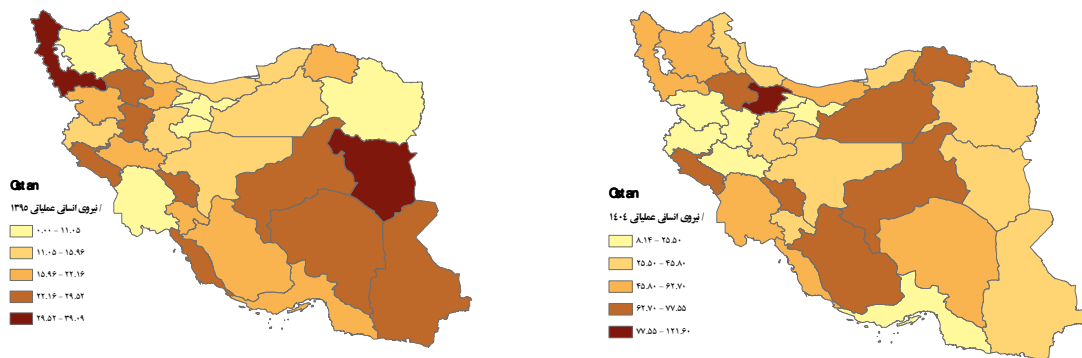 Ostan
/ نیروی انسانی عملیاتی ۱۳۹۵
۰.۰۰ - ۱۱.۰۵
۱۱.۰۵ - ۱۵.۹۶
۱۵.۹۶ - ۲۲.۱۶
۲۲.۱۶ - ۲۹.۵۲
۲۹.۵۲ - ۳۹.۰۹
Ostan
/ نیروی انسانی عملیاتی ۱۴۰۴
۸.۱۴ - ۲۵.۵۰
۲۵.۵۰ - ۴۵.۸۰
۴۵.۸۰ - ۶۲.۷۰
۶۲.۷۰ - ۷۷.۵۵
۷۷.۵۵ - ۱۲۱.۶۰